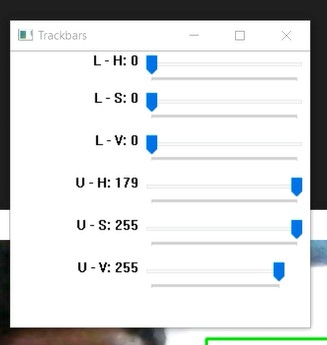 Trackbars
L - H: 0
L - S: 0
L - V: 0
U - H: 179
U - S: 255
U - V: 255